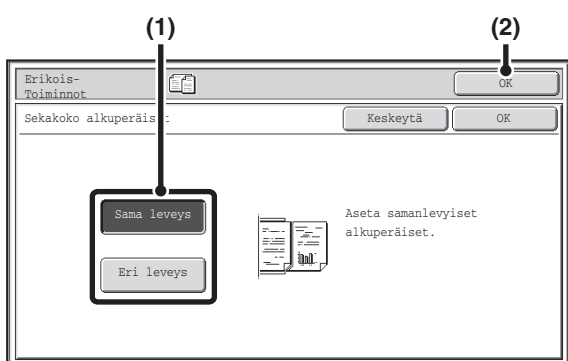 (1) (2)
Erikois-
Toiminnot OK
Sekakoko alkuperäiset Keskeytä OK
Sama leveys Aseta samanlevyiset
alkuperäiset.
Eri leveys